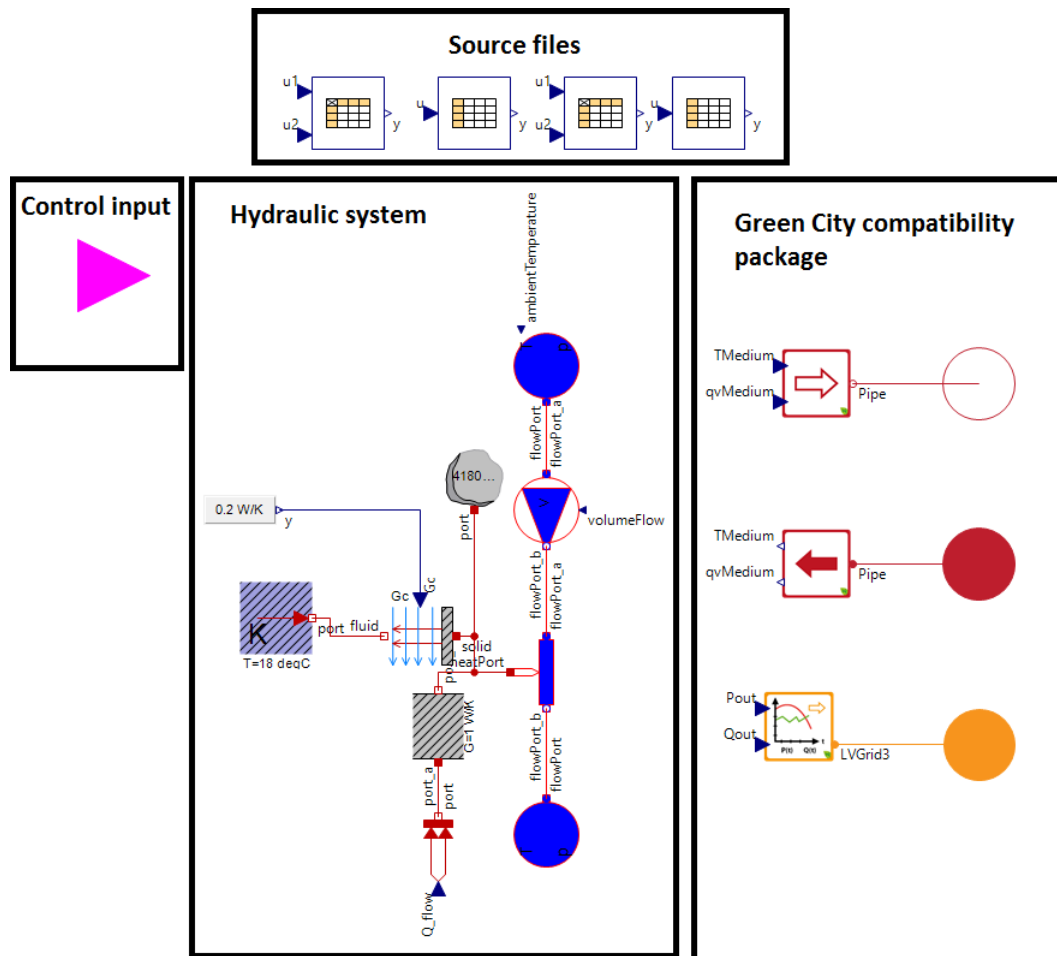 Source files
u1
u2
y
u
y
u1
u2
y
u
y
Control input
Hydraulic system
ambientTemperature
T
p
flowPort
flowPort_a
V
volumeFlow
flowPort_b
flowPort_a
4180...
port
0.2 W/K
y
Gc
Gc
K
T=18 degC
port
fluid
solid
heatPort
G=1 W/K
port_a
port
Q_flow
flowPort_b
flowPort
T
p
Green City compatibility
package
TMedium
qvMedium
Pipe
TMedium
qvMedium
Pipe
Pout
Qout
P(t)
Q(t)
t
LVGrid3